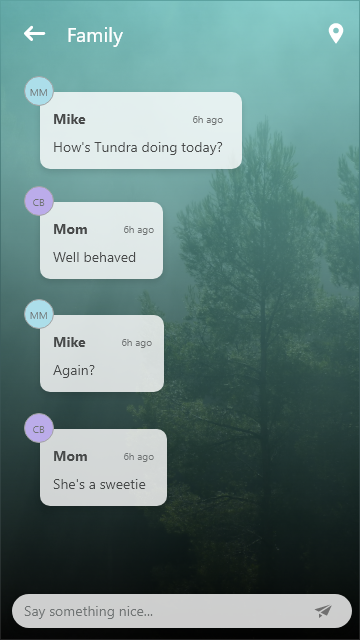 Family
MM
Mike 6h ago
How's Tundra doing today?
CB
Mom 6h ago
Well behaved
MM
Mike 6h ago
Again?
CB
Mom 6h ago
She's a sweetie
Say something nice...